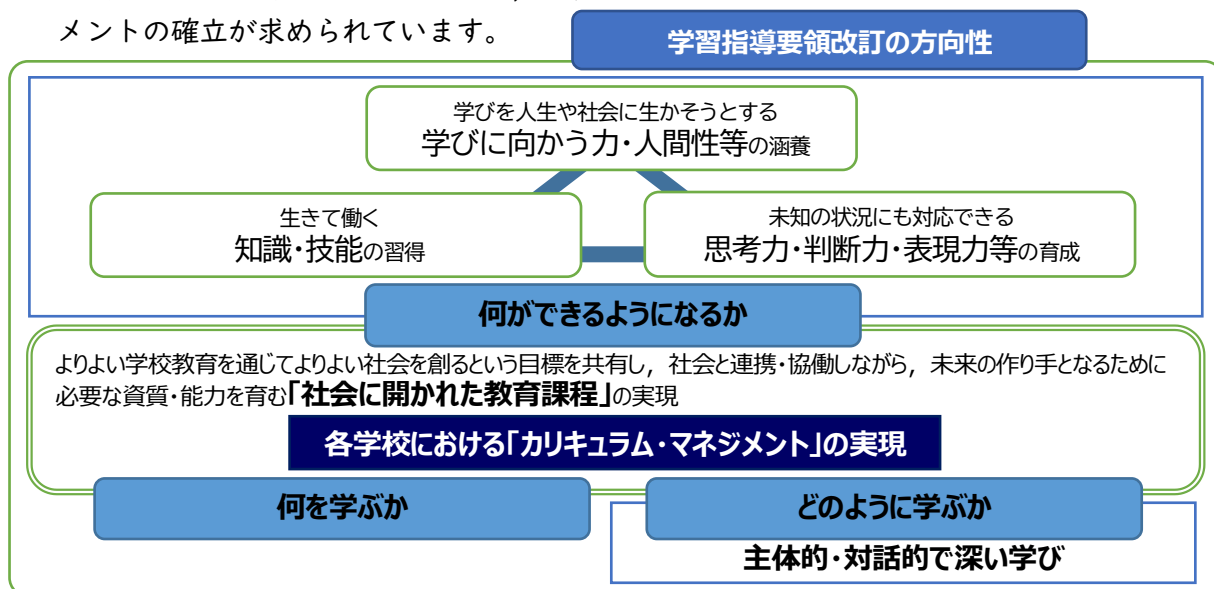 メントの確立が求められています。
学習指導要領改訂の方向性
学びを人生や社会に生かそうとする
学びに向かう力・人間性等の涵養
生きて働く
知識・技能の習得
未知の状況にも対応できる
思考力・判断力・表現力等の育成
何ができるようになるか
よりよい学校教育を通じてよりよい社会を創るという目標を共有し，社会と連携・協働しながら，未来の作り手となるために
必要な資質・能力を育む「社会に開かれた教育課程」の実現
各学校における「カリキュラム・マネジメント」の実現
何を学ぶか
どのように学ぶか
主体的・対話的で深い学び